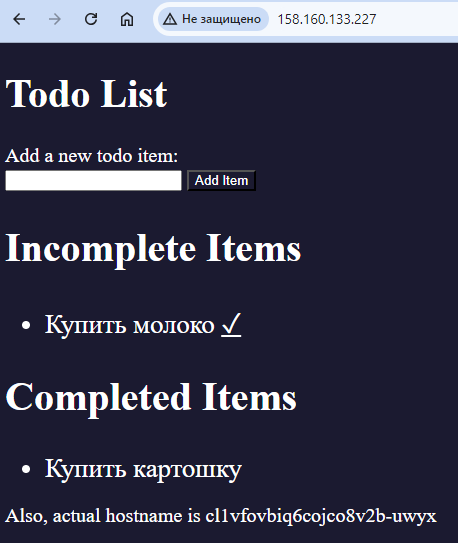 Не защищено 158.160.133.227
Todo List
Add a new todo item:
Add Item
Incomplete Items
Купить молоко ✓
Completed Items
Купить картошку
Also, actual hostname is cl1vfovbiq6cojco8v2b-uwyx